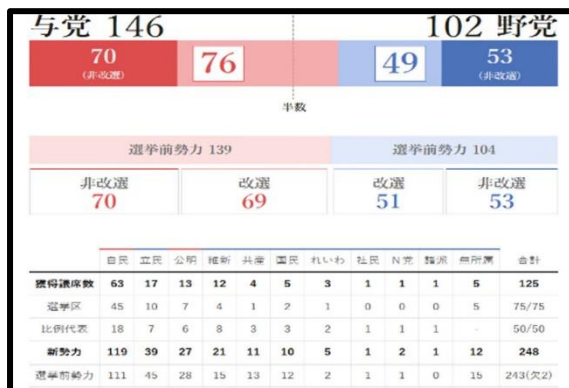 与党 146 102 野党
70 76 49 53
(非改選) (非改選)
半数
選挙前勢力 139 選挙前勢力 104
非改選 改選 改選 非改選
70 69 51 53
自民 立民 公明 維新 共産 国民 れいわ 社民 N党 諸派 無所属 合計
獲得議席数 63 17 13 12 4 5 3 1 1 1 5 125
選挙区 45 10 7 4 1 2 1 0 0 0 5 75/75
比例代表 18 7 6 8 3 3 2 1 1 1 - 50/50
新勢力 119 39 27 21 11 10 5 1 2 1 12 248
選挙前勢力 111 45 28 15 13 12 2 1 1 0 15 243(欠2)